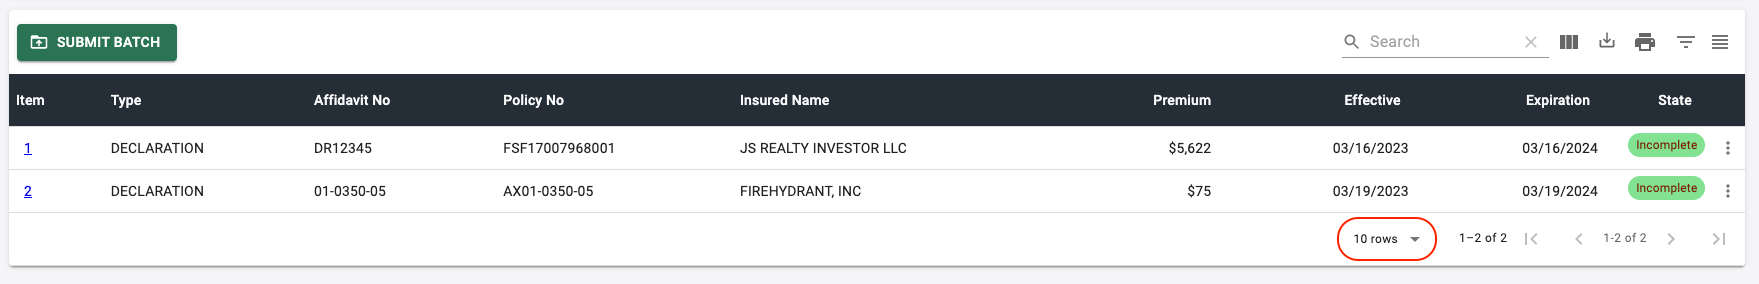 SUBMIT BATCH
Search
Item Type Affidavit No Policy No Insured Name Premium Effective Expiration State
1 DECLARATION DR12345 FSF17007968001 JS REALTY INVESTOR LLC $5,622 03/16/2023 03/16/2024 Incomplete
2 DECLARATION 01-0350-05 AX01-0350-05 FIREHYDRANT, INC $75 03/19/2023 03/19/2024 Incomplete
10 rows 1–2 of 2 1-2 of 2